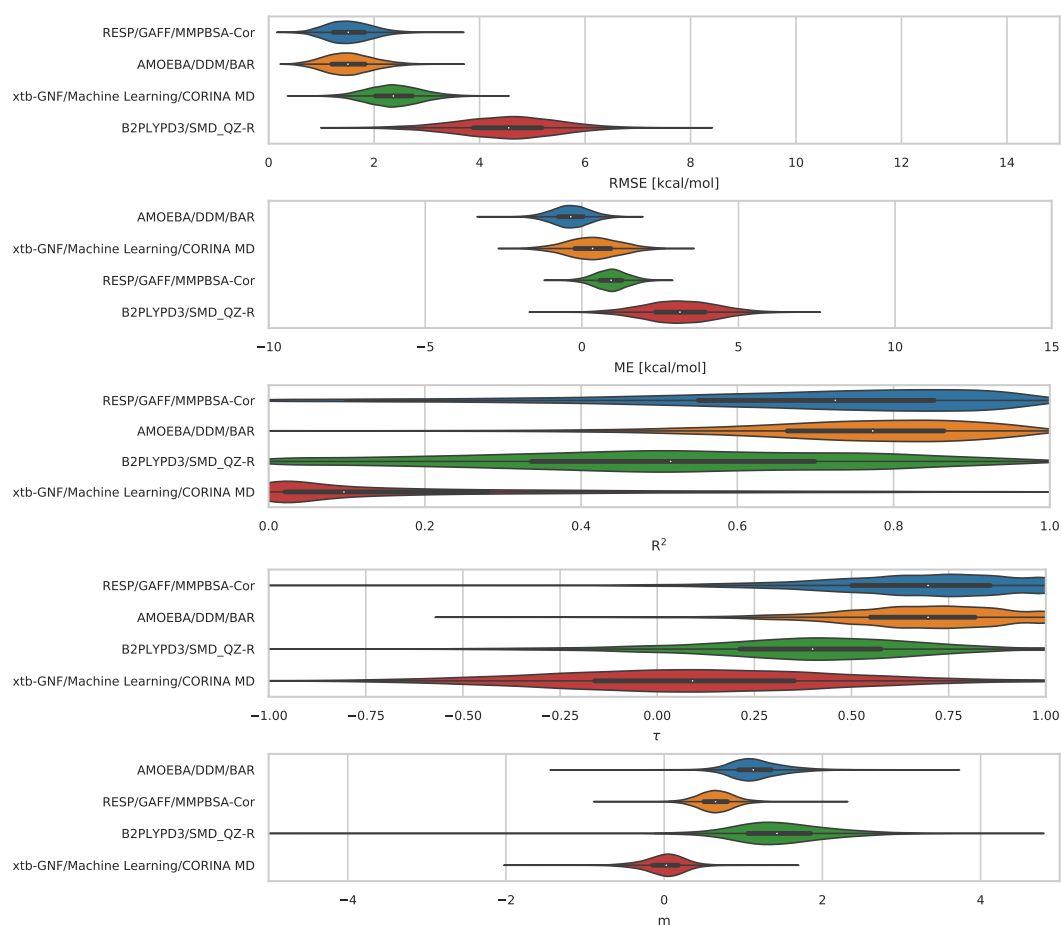 RESP/GAFF/MMPBSA-Cor
AMOEBA/DDM/BAR
xtb-GNF/Machine Learning/CORINA MD
B2PLYPD3/SMD_QZ-R
0 2 4 6 8 10 12 14
RMSE [kcal/mol]
AMOEBA/DDM/BAR
xtb-GNF/Machine Learning/CORINA MD
RESP/GAFF/MMPBSA-Cor
B2PLYPD3/SMD_QZ-R
−10 −5 0 5 10 15
ME [kcal/mol]
RESP/GAFF/MMPBSA-Cor
AMOEBA/DDM/BAR
B2PLYPD3/SMD_QZ-R
xtb-GNF/Machine Learning/CORINA MD
0.0 0.2 0.4 0.6 0.8 1.0
R²
RESP/GAFF/MMPBSA-Cor
AMOEBA/DDM/BAR
B2PLYPD3/SMD_QZ-R
xtb-GNF/Machine Learning/CORINA MD
−1.00 −0.75 −0.50 −0.25 0.00 0.25 0.50 0.75 1.00
τ
AMOEBA/DDM/BAR
RESP/GAFF/MMPBSA-Cor
B2PLYPD3/SMD_QZ-R
xtb-GNF/Machine Learning/CORINA MD
−4 −2 0 2 4
m